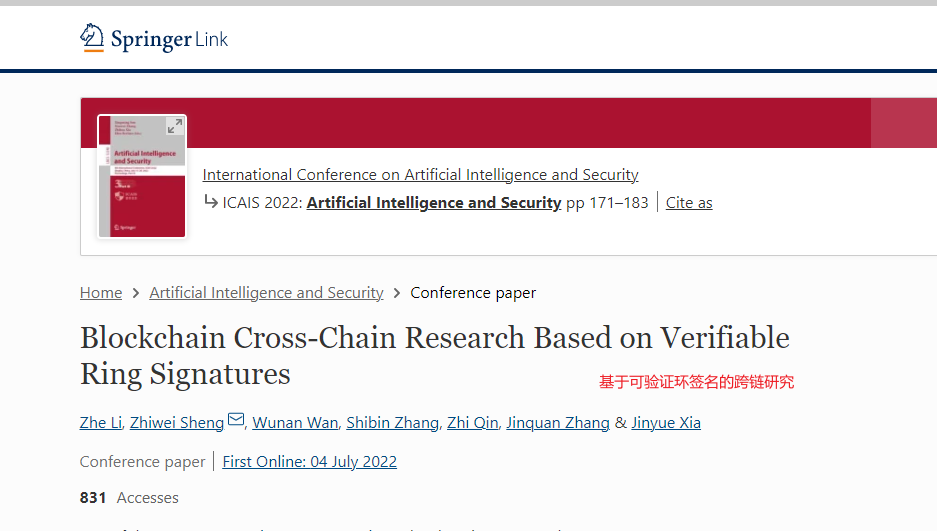 Springer Link
Artificial Intelligence
and Security
International Conference on Artificial Intelligence and Security
ICAIS 2022: Artificial Intelligence and Security pp 171–183 | Cite as
Home > Artificial Intelligence and Security > Conference paper
Blockchain Cross-Chain Research Based on Verifiable
Ring Signatures
基于可验证环签名的跨链研究
Zhe Li, Zhiwei Sheng, Wunan Wan, Shibin Zhang, Zhi Qin, Jinquan Zhang & Jinyue Xia
Conference paper | First Online: 04 July 2022
831 Accesses